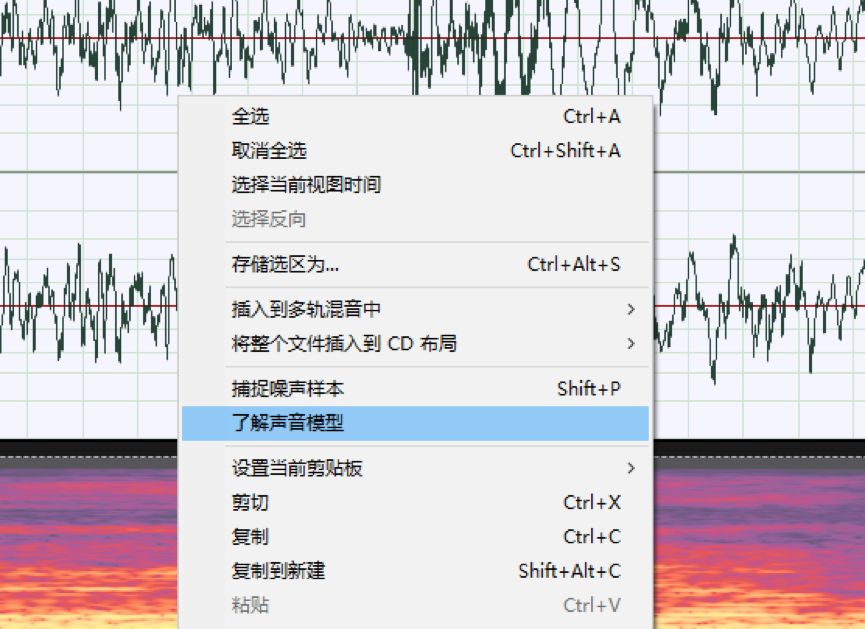 全选 Ctrl+A
取消全选 Ctrl+Shift+A
选择当前视图时间
选择反向
存储选区为... Ctrl+Alt+S
插入到多轨混音中
将整个文件插入到 CD 布局
捕捉噪声样本 Shift+P
了解声音模型
设置当前剪贴板
剪切 Ctrl+X
复制 Ctrl+C
复制到新建 Shift+Alt+C
粘贴 Ctrl+V